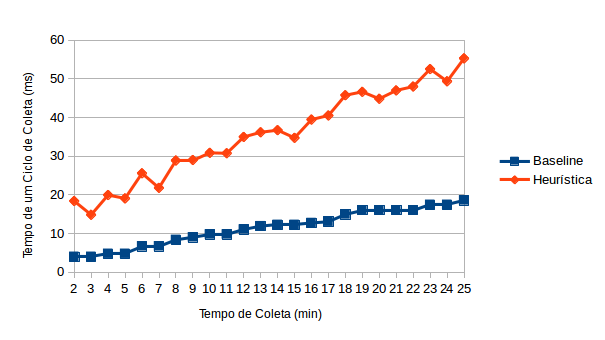 60
50
40
30
20
10
0
Tempo de um Ciclo de Coleta (ms)
2 3 4 5 6 7 8 9 10 11 12 13 14 15 16 17 18 19 20 21 22 23 24 25
Tempo de Coleta (min)
Baseline
Heurística